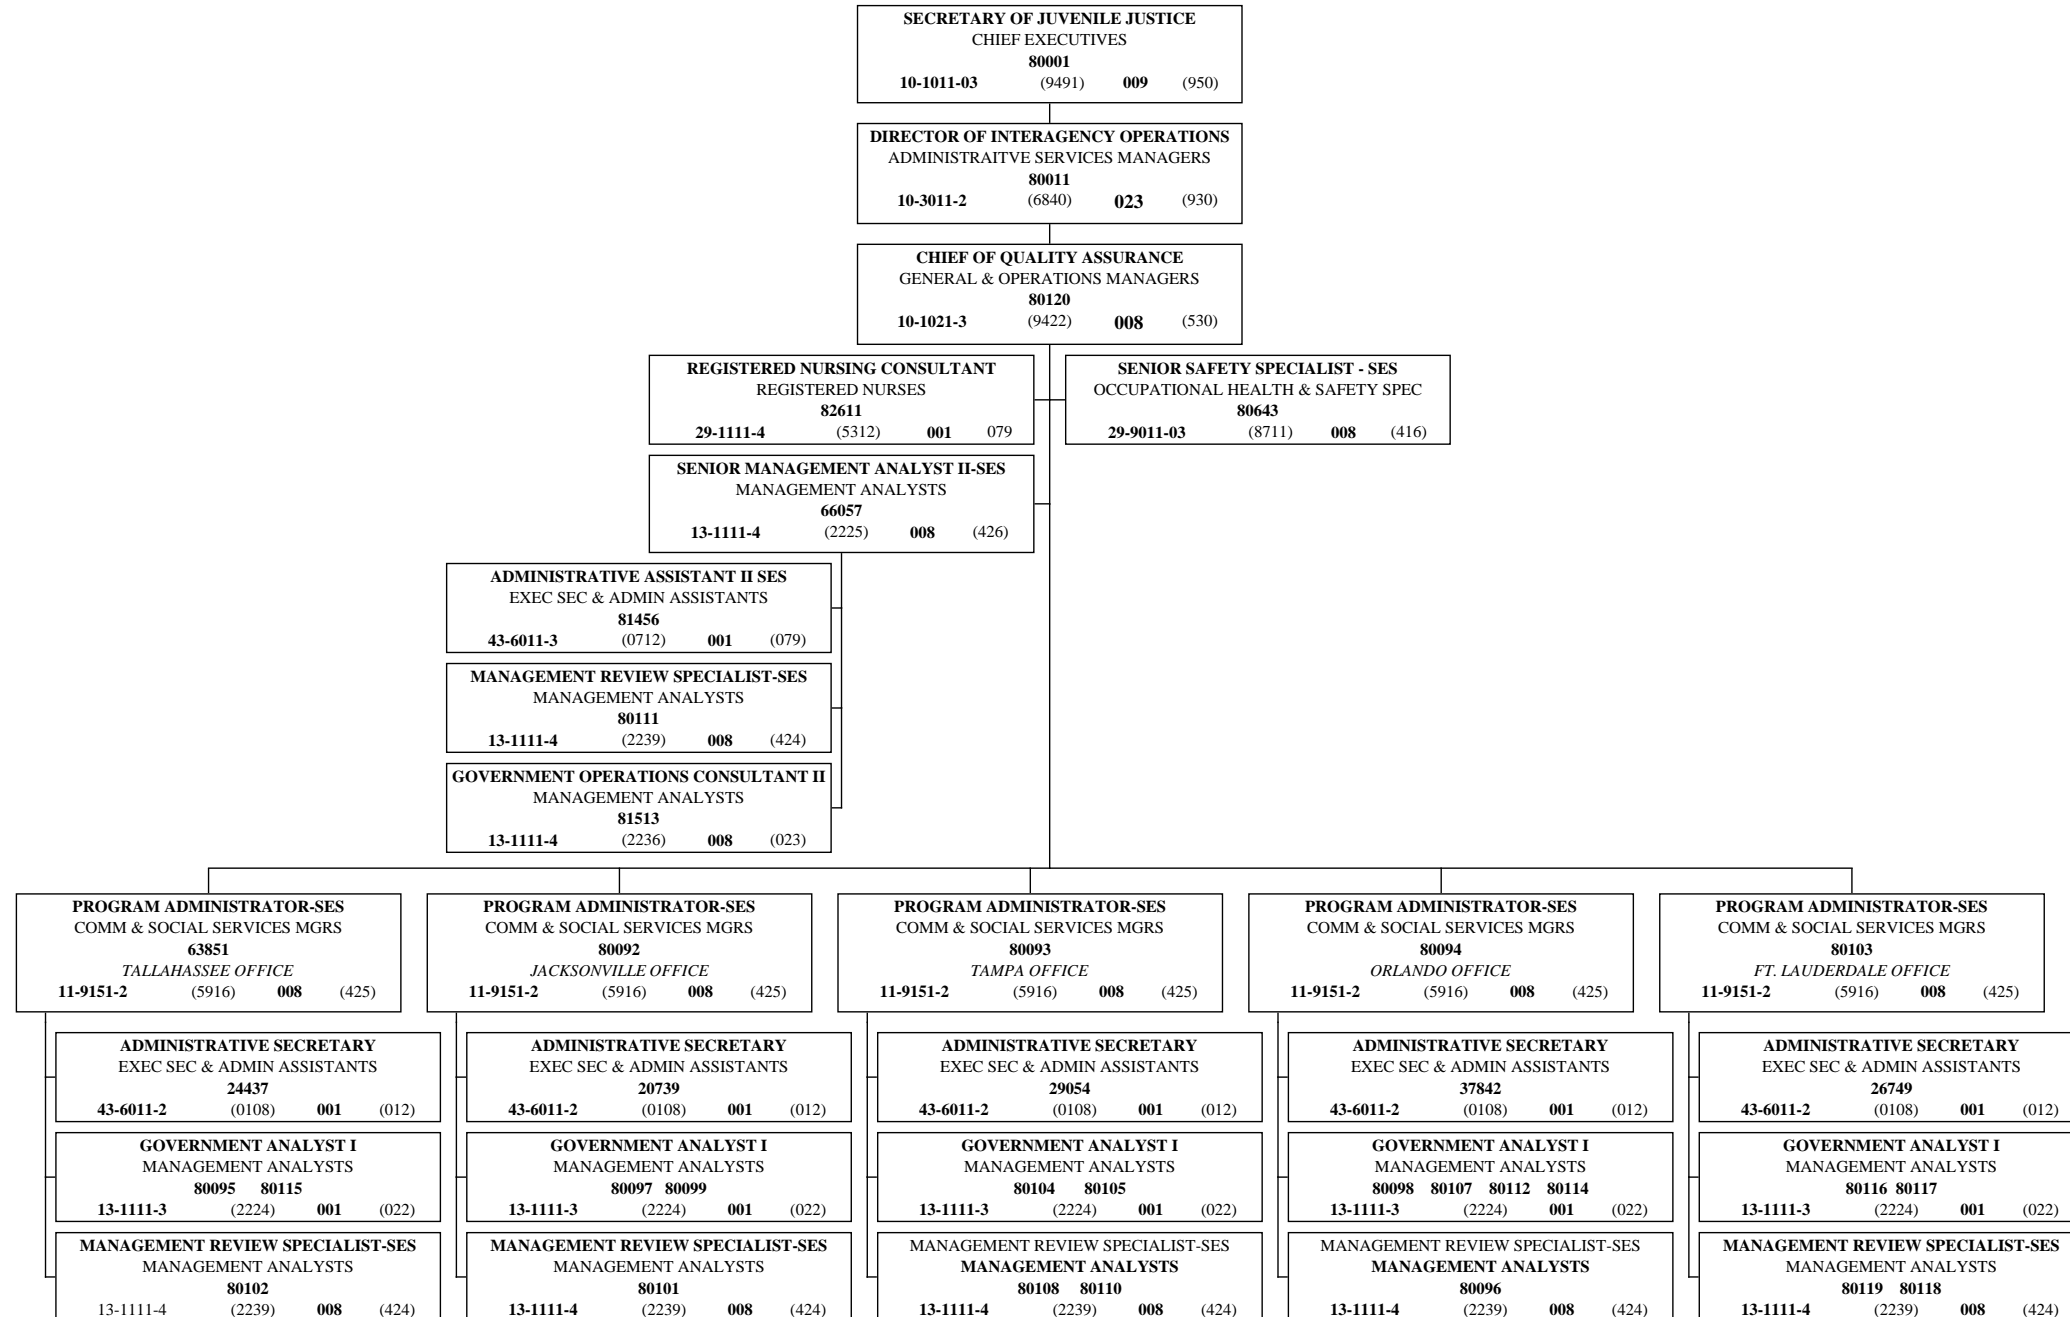 SECRETARY OF JUVENILE JUSTICE
CHIEF EXECUTIVES
80001
10-1011-03 (9491) 009 (950)
DIRECTOR OF INTERAGENCY OPERATIONS
ADMINISTRAITVE SERVICES MANAGERS
80011
10-3011-2 (6840) 023 (930)
CHIEF OF QUALITY ASSURANCE
GENERAL & OPERATIONS MANAGERS
80120
10-1021-3 (9422) 008 (530)
REGISTERED NURSING CONSULTANT
REGISTERED NURSES
82611
29-1111-4 (5312) 001 079
SENIOR SAFETY SPECIALIST - SES
OCCUPATIONAL HEALTH & SAFETY SPEC
80643
29-9011-03 (8711) 008 (416)
SENIOR MANAGEMENT ANALYST II-SES
MANAGEMENT ANALYSTS
66057
13-1111-4 (2225) 008 (426)
ADMINISTRATIVE ASSISTANT II SES
EXEC SEC & ADMIN ASSISTANTS
81456
43-6011-3 (0712) 001 (079)
MANAGEMENT REVIEW SPECIALIST-SES
MANAGEMENT ANALYSTS
80111
13-1111-4 (2239) 008 (424)
GOVERNMENT OPERATIONS CONSULTANT II
MANAGEMENT ANALYSTS
81513
13-1111-4 (2236) 008 (023)
PROGRAM ADMINISTRATOR-SES
COMM & SOCIAL SERVICES MGRS
63851
TALLAHASSEE OFFICE
11-9151-2 (5916) 008 (425)
ADMINISTRATIVE SECRETARY
EXEC SEC & ADMIN ASSISTANTS
24437
43-6011-2 (0108) 001 (012)
GOVERNMENT ANALYST I
MANAGEMENT ANALYSTS
80095 80115
13-1111-3 (2224) 001 (022)
MANAGEMENT REVIEW SPECIALIST-SES
MANAGEMENT ANALYSTS
80102
13-1111-4 (2239) 008 (424)
PROGRAM ADMINISTRATOR-SES
COMM & SOCIAL SERVICES MGRS
80092
JACKSONVILLE OFFICE
11-9151-2 (5916) 008 (425)
ADMINISTRATIVE SECRETARY
EXEC SEC & ADMIN ASSISTANTS
20739
43-6011-2 (0108) 001 (012)
GOVERNMENT ANALYST I
MANAGEMENT ANALYSTS
80097 80099
13-1111-3 (2224) 001 (022)
MANAGEMENT REVIEW SPECIALIST-SES
MANAGEMENT ANALYSTS
80101
13-1111-4 (2239) 008 (424)
PROGRAM ADMINISTRATOR-SES
COMM & SOCIAL SERVICES MGRS
80093
TAMPA OFFICE
11-9151-2 (5916) 008 (425)
ADMINISTRATIVE SECRETARY
EXEC SEC & ADMIN ASSISTANTS
29054
43-6011-2 (0108) 001 (012)
GOVERNMENT ANALYST I
MANAGEMENT ANALYSTS
80104 80105
13-1111-3 (2224) 001 (022)
MANAGEMENT REVIEW SPECIALIST-SES
MANAGEMENT ANALYSTS
80108 80110
13-1111-4 (2239) 008 (424)
PROGRAM ADMINISTRATOR-SES
COMM & SOCIAL SERVICES MGRS
80094
ORLANDO OFFICE
11-9151-2 (5916) 008 (425)
ADMINISTRATIVE SECRETARY
EXEC SEC & ADMIN ASSISTANTS
37842
43-6011-2 (0108) 001 (012)
GOVERNMENT ANALYST I
MANAGEMENT ANALYSTS
80098 80107 80112 80114
13-1111-3 (2224) 001 (022)
MANAGEMENT REVIEW SPECIALIST-SES
MANAGEMENT ANALYSTS
80096
13-1111-4 (2239) 008 (424)
PROGRAM ADMINISTRATOR-SES
COMM & SOCIAL SERVICES MGRS
80103
FT. LAUDERDALE OFFICE
11-9151-2 (5916) 008 (425)
ADMINISTRATIVE SECRETARY
EXEC SEC & ADMIN ASSISTANTS
26749
43-6011-2 (0108) 001 (012)
GOVERNMENT ANALYST I
MANAGEMENT ANALYSTS
80116 80117
13-1111-3 (2224) 001 (022)
MANAGEMENT REVIEW SPECIALIST-SES
MANAGEMENT ANALYSTS
80119 80118
13-1111-4 (2239) 008 (424)